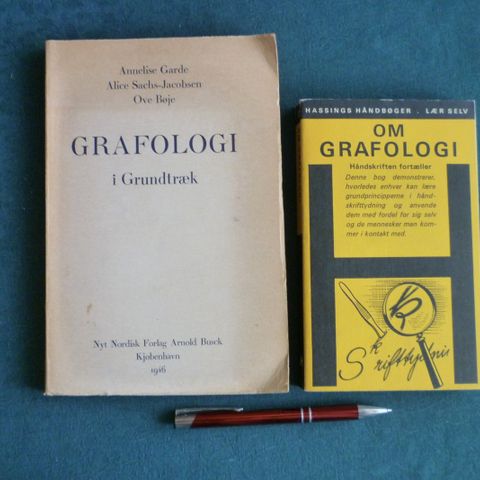 Annelise Garde
Alice Sachs-Jacobsen
Ove Bøje
GRAFOLOGI
i Grundtræk
Nyt Nordisk Forlag Arnold Busck
Kjøbenhavn
1946
HASSINGS HÅNDBØGER . LÆR SELV
OM
GRAFOLOGI
Håndskriften fortæller
Denne bog demonstrerer,
hvorledes enhver kan lære
grundprincipperne i hånd-
skrifttydning og anvende
dem med fordel for sig selv
og de mennesker man kom-
mer i kontakt med.
k
Skrifttydning